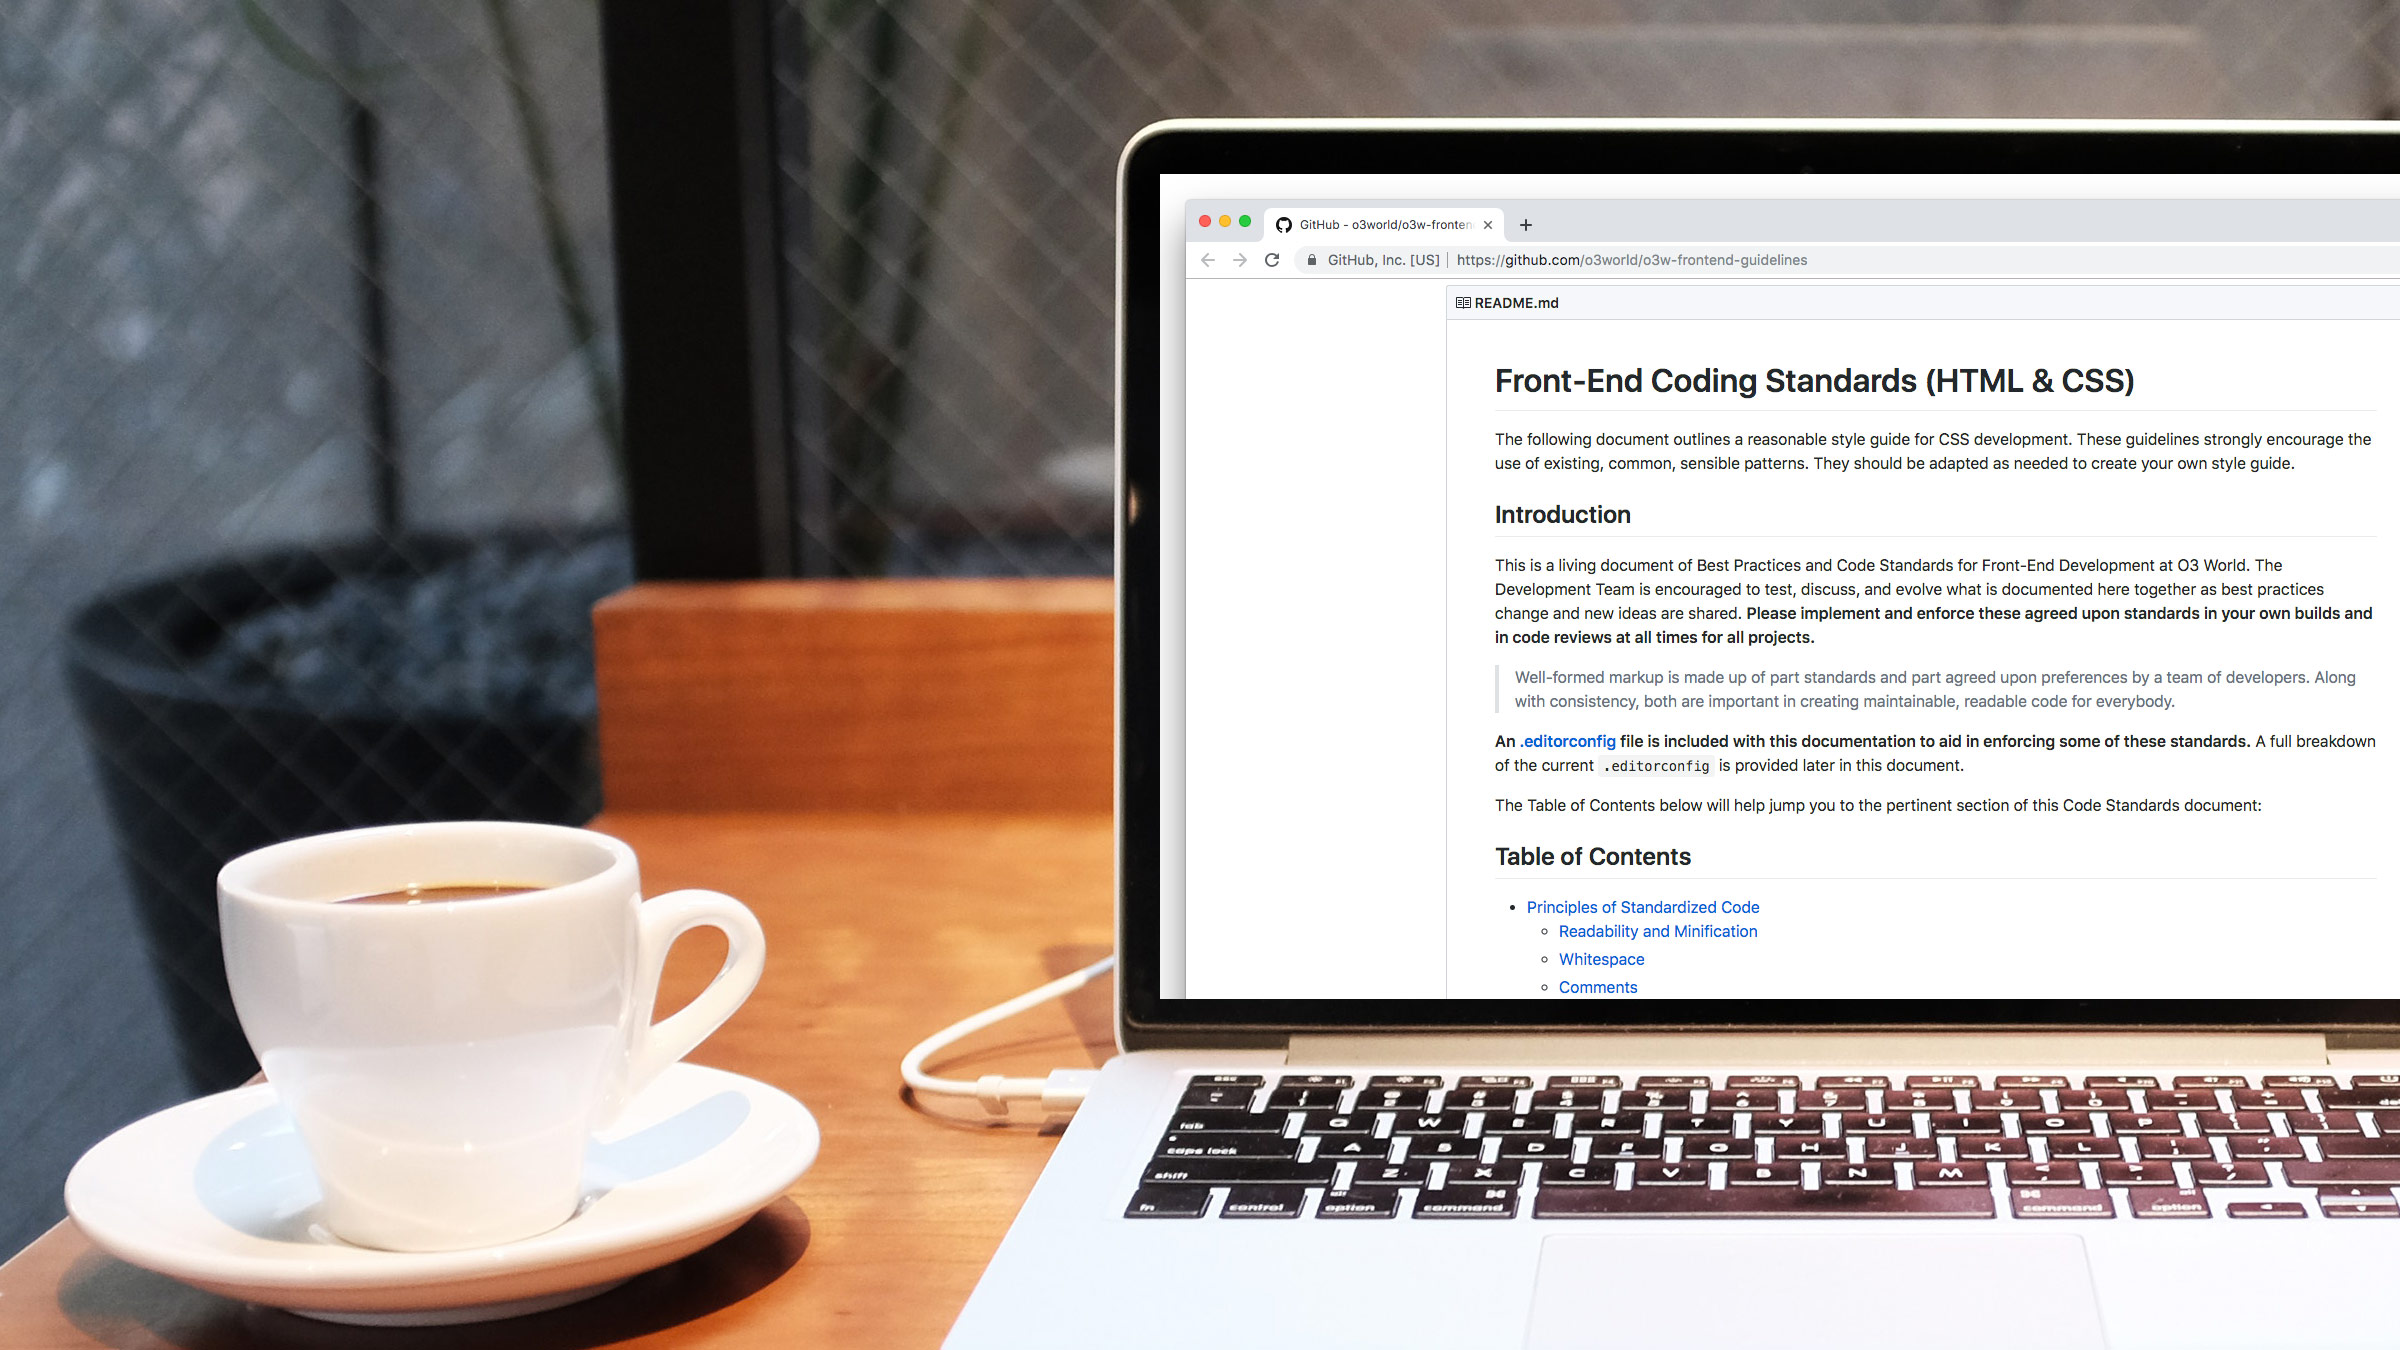 GitHub - o3world/o3w-fronten
GitHub, Inc. [US] | https://github.com/o3world/o3w-frontend-guidelines
README.md
Front-End Coding Standards (HTML & CSS)
The following document outlines a reasonable style guide for CSS development. These guidelines strongly encourage the
use of existing, common, sensible patterns. They should be adapted as needed to create your own style guide.
Introduction
This is a living document of Best Practices and Code Standards for Front-End Development at O3 World. The
Development Team is encouraged to test, discuss, and evolve what is documented here together as best practices
change and new ideas are shared. Please implement and enforce these agreed upon standards in your own builds and
in code reviews at all times for all projects.
Well-formed markup is made up of part standards and part agreed upon preferences by a team of developers. Along
with consistency, both are important in creating maintainable, readable code for everybody.
An .editorconfig file is included with this documentation to aid in enforcing some of these standards. A full breakdown
of the current .editorconfig is provided later in this document.
The Table of Contents below will help jump you to the pertinent section of this Code Standards document:
Table of Contents
Principles of Standardized Code
Readability and Minification
Whitespace
Comments
esc
tab Q W E R T Y U I O P
caps lock A S D F G H J K L
shift Z X C V B N M
fn control option command command option